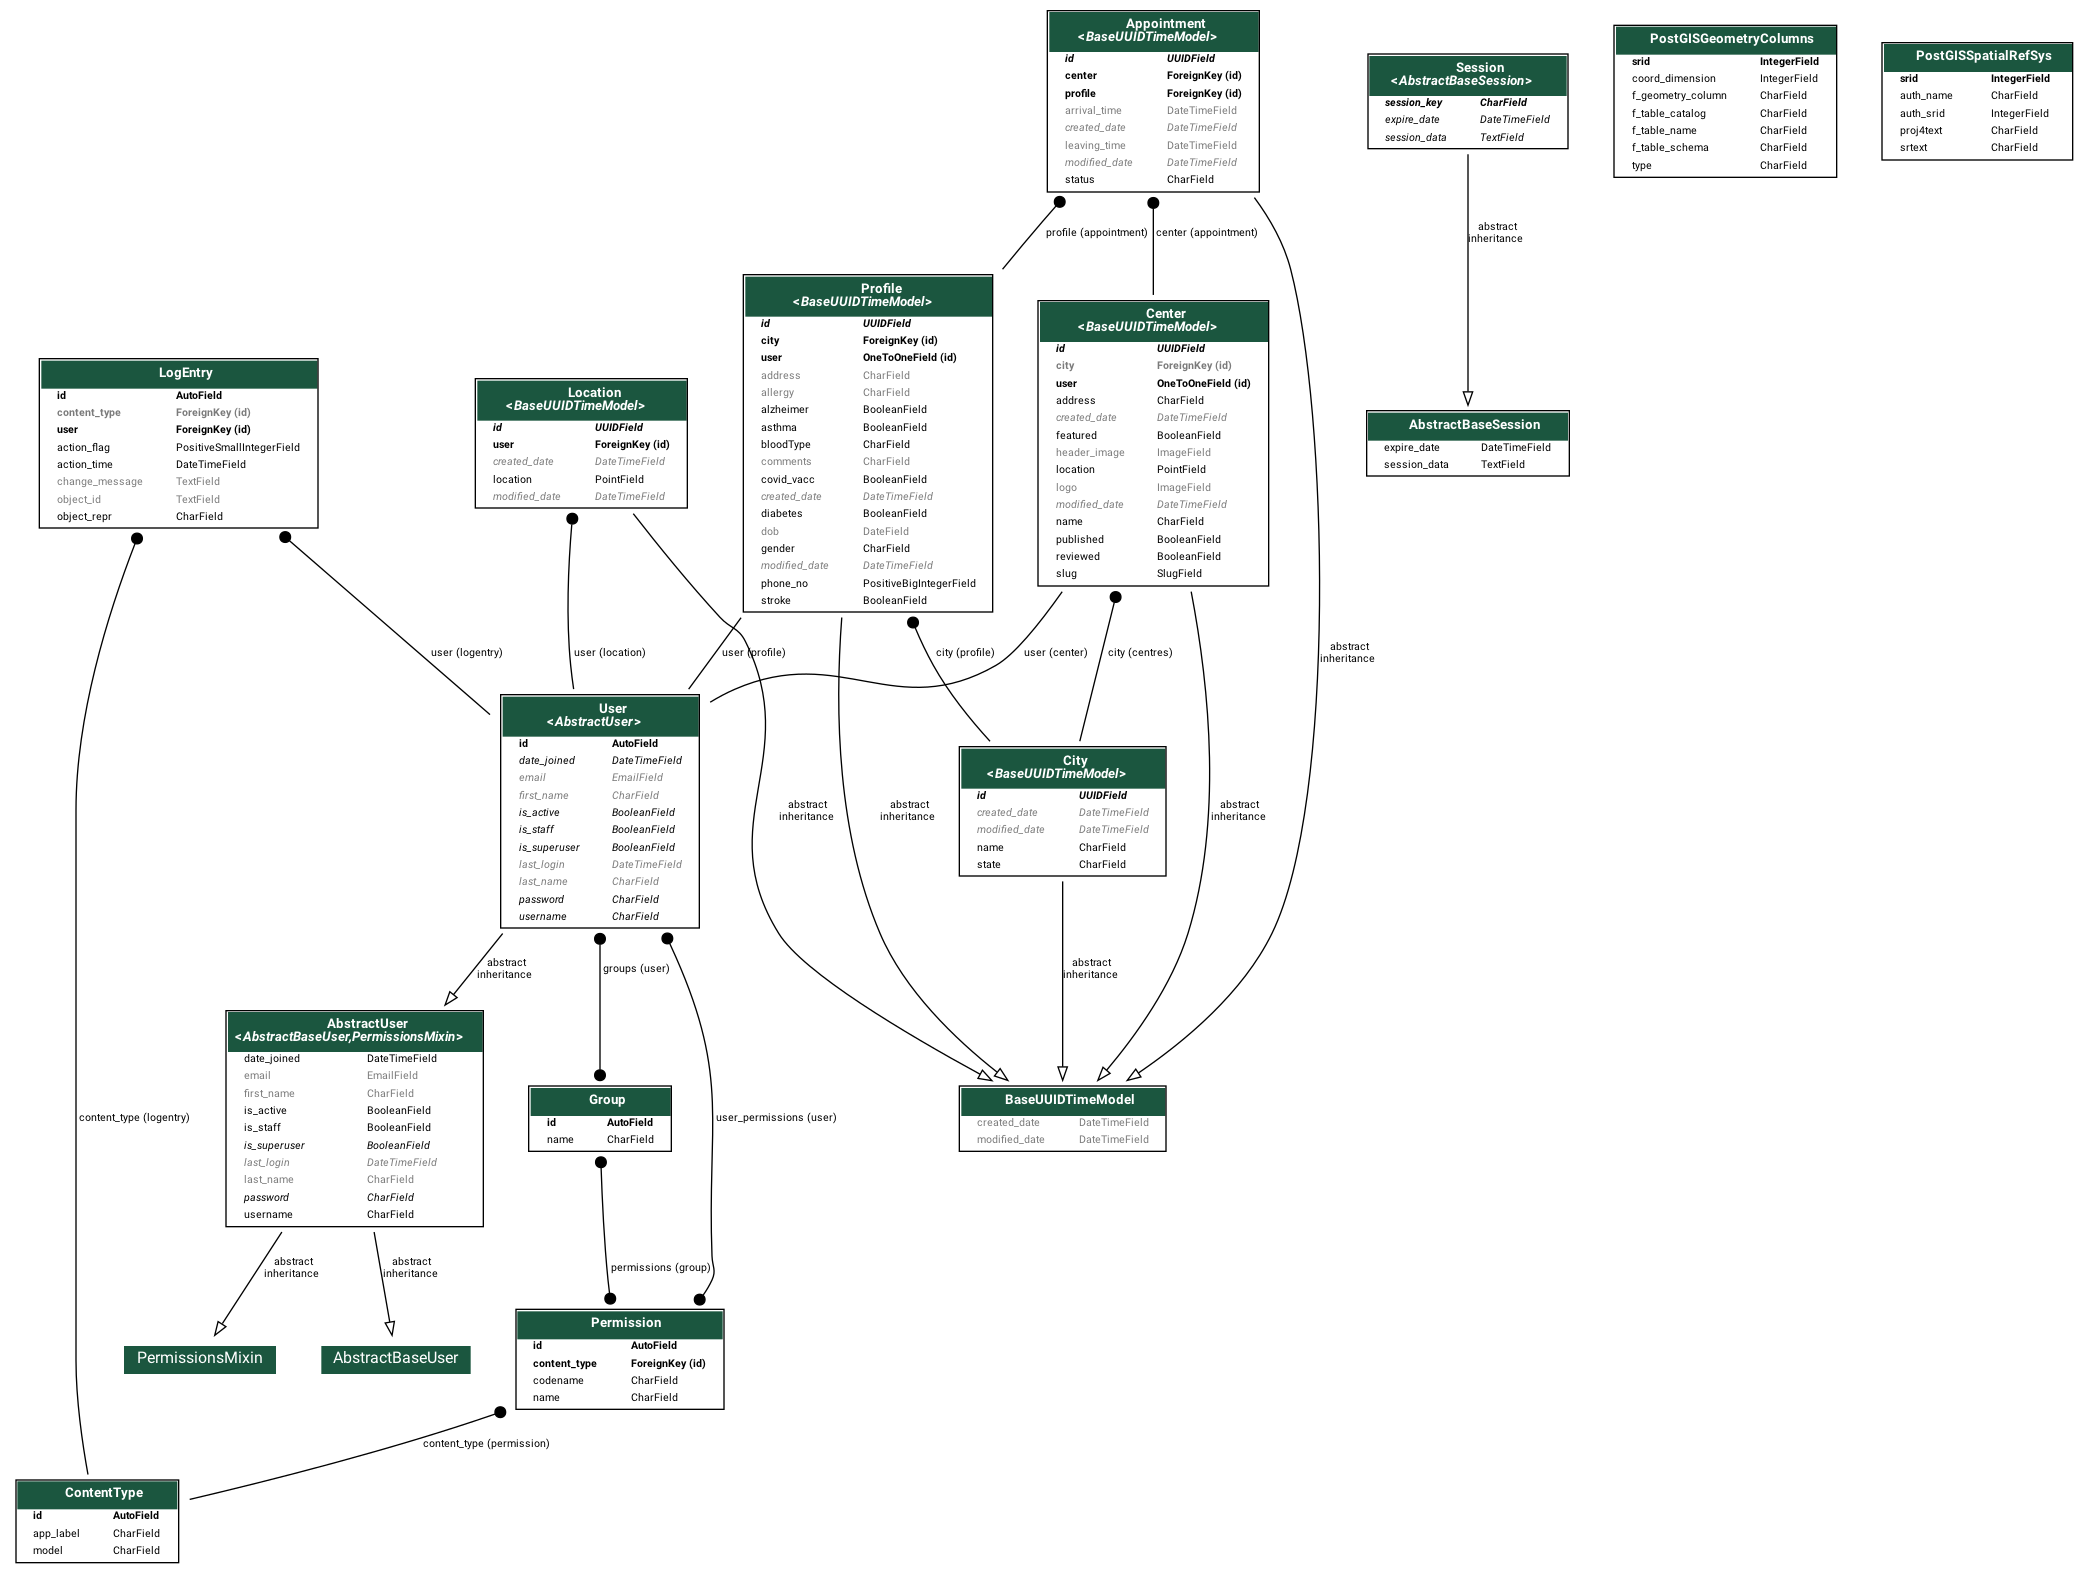 Appointment
<BaseUUIDTimeModel>
id UUIDField
center ForeignKey (id)
profile ForeignKey (id)
arrival_time DateTimeField
created_date DateTimeField
leaving_time DateTimeField
modified_date DateTimeField
status CharField
Session
<AbstractBaseSession>
session_key CharField
expire_date DateTimeField
session_data TextField
PostGISGeometryColumns
srid IntegerField
coord_dimension IntegerField
f_geometry_column CharField
f_table_catalog CharField
f_table_name CharField
f_table_schema CharField
type CharField
PostGISSpatialRefSys
srid IntegerField
auth_name CharField
auth_srid IntegerField
proj4text CharField
srtext CharField
profile (appointment)
center (appointment)
abstract
inheritance
Profile
<BaseUUIDTimeModel>
id UUIDField
city ForeignKey (id)
user OneToOneField (id)
address CharField
allergy CharField
alzheimer BooleanField
asthma BooleanField
bloodType CharField
comments CharField
covid_vacc BooleanField
created_date DateTimeField
diabetes BooleanField
dob DateField
gender CharField
modified_date DateTimeField
phone_no PositiveBigIntegerField
stroke BooleanField
Center
<BaseUUIDTimeModel>
id UUIDField
city ForeignKey (id)
user OneToOneField (id)
address CharField
created_date DateTimeField
featured BooleanField
header_image ImageField
location PointField
logo ImageField
modified_date DateTimeField
name CharField
published BooleanField
reviewed BooleanField
slug SlugField
LogEntry
id AutoField
content_type ForeignKey (id)
user ForeignKey (id)
action_flag PositiveSmallIntegerField
action_time DateTimeField
change_message TextField
object_id TextField
object_repr CharField
Location
<BaseUUIDTimeModel>
id UUIDField
user ForeignKey (id)
created_date DateTimeField
location PointField
modified_date DateTimeField
AbstractBaseSession
expire_date DateTimeField
session_data TextField
user (logentry)
user (location)
user (profile)
city (profile)
user (center)
city (centres)
abstract
inheritance
User
<AbstractUser>
id AutoField
date_joined DateTimeField
email EmailField
first_name CharField
is_active BooleanField
is_staff BooleanField
is_superuser BooleanField
last_login DateTimeField
last_name CharField
password CharField
username CharField
City
<BaseUUIDTimeModel>
id UUIDField
created_date DateTimeField
modified_date DateTimeField
name CharField
state CharField
abstract
inheritance
abstract
inheritance
abstract
inheritance
abstract
inheritance
groups (user)
abstract
inheritance
AbstractUser
<AbstractBaseUser,PermissionsMixin>
date_joined DateTimeField
email EmailField
first_name CharField
is_active BooleanField
is_staff BooleanField
is_superuser BooleanField
last_login DateTimeField
last_name CharField
password CharField
username CharField
Group
id AutoField
name CharField
BaseUUIDTimeModel
created_date DateTimeField
modified_date DateTimeField
content_type (logentry)
user_permissions (user)
abstract
inheritance
abstract
inheritance
permissions (group)
PermissionsMixin
AbstractBaseUser
Permission
id AutoField
content_type ForeignKey (id)
codename CharField
name CharField
content_type (permission)
ContentType
id AutoField
app_label CharField
model CharField